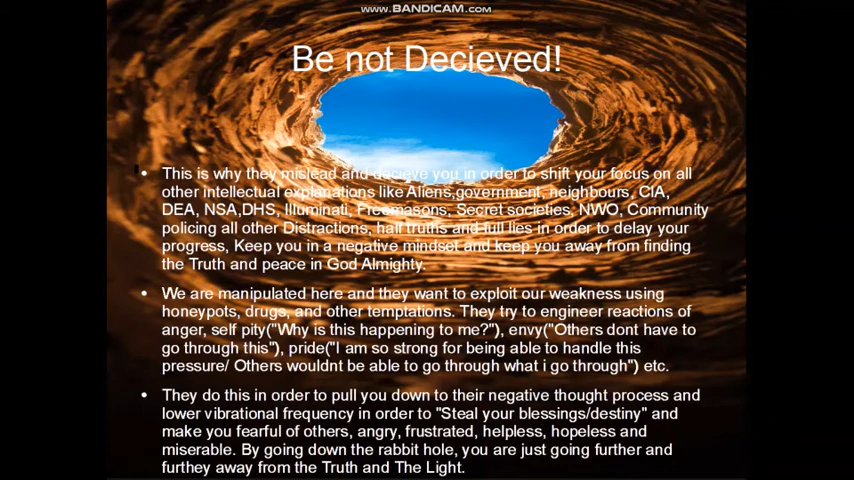 www.BANDICAM.com
Be not Decieved!
• This is why they mislead and decieve you in order to shift your focus on all
other intellectual explanations like Aliens,government, neighbours, CIA,
DEA, NSA,DHS, Illuminati, Freemasons, Secret societies, NWO, Community
policing all other Distractions, half truths and full lies in order to delay your
progress, Keep you in a negative mindset and keep you away from finding
the Truth and peace in God Almighty.
• We are manipulated here and they want to exploit our weakness using
honeypots, drugs, and other temptations. They try to engineer reactions of
anger, self pity("Why is this happening to me?"), envy("Others dont have to
go through this"), pride("I am so strong for being able to handle this
pressure/ Others wouldnt be able to go through what i go through") etc.
• They do this in order to pull you down to their negative thought process and
lower vibrational frequency in order to "Steal your blessings/destiny" and
make you fearful of others, angry, frustrated, helpless, hopeless and
miserable. By going down the rabbit hole, you are just going further and
furthey away from the Truth and The Light.